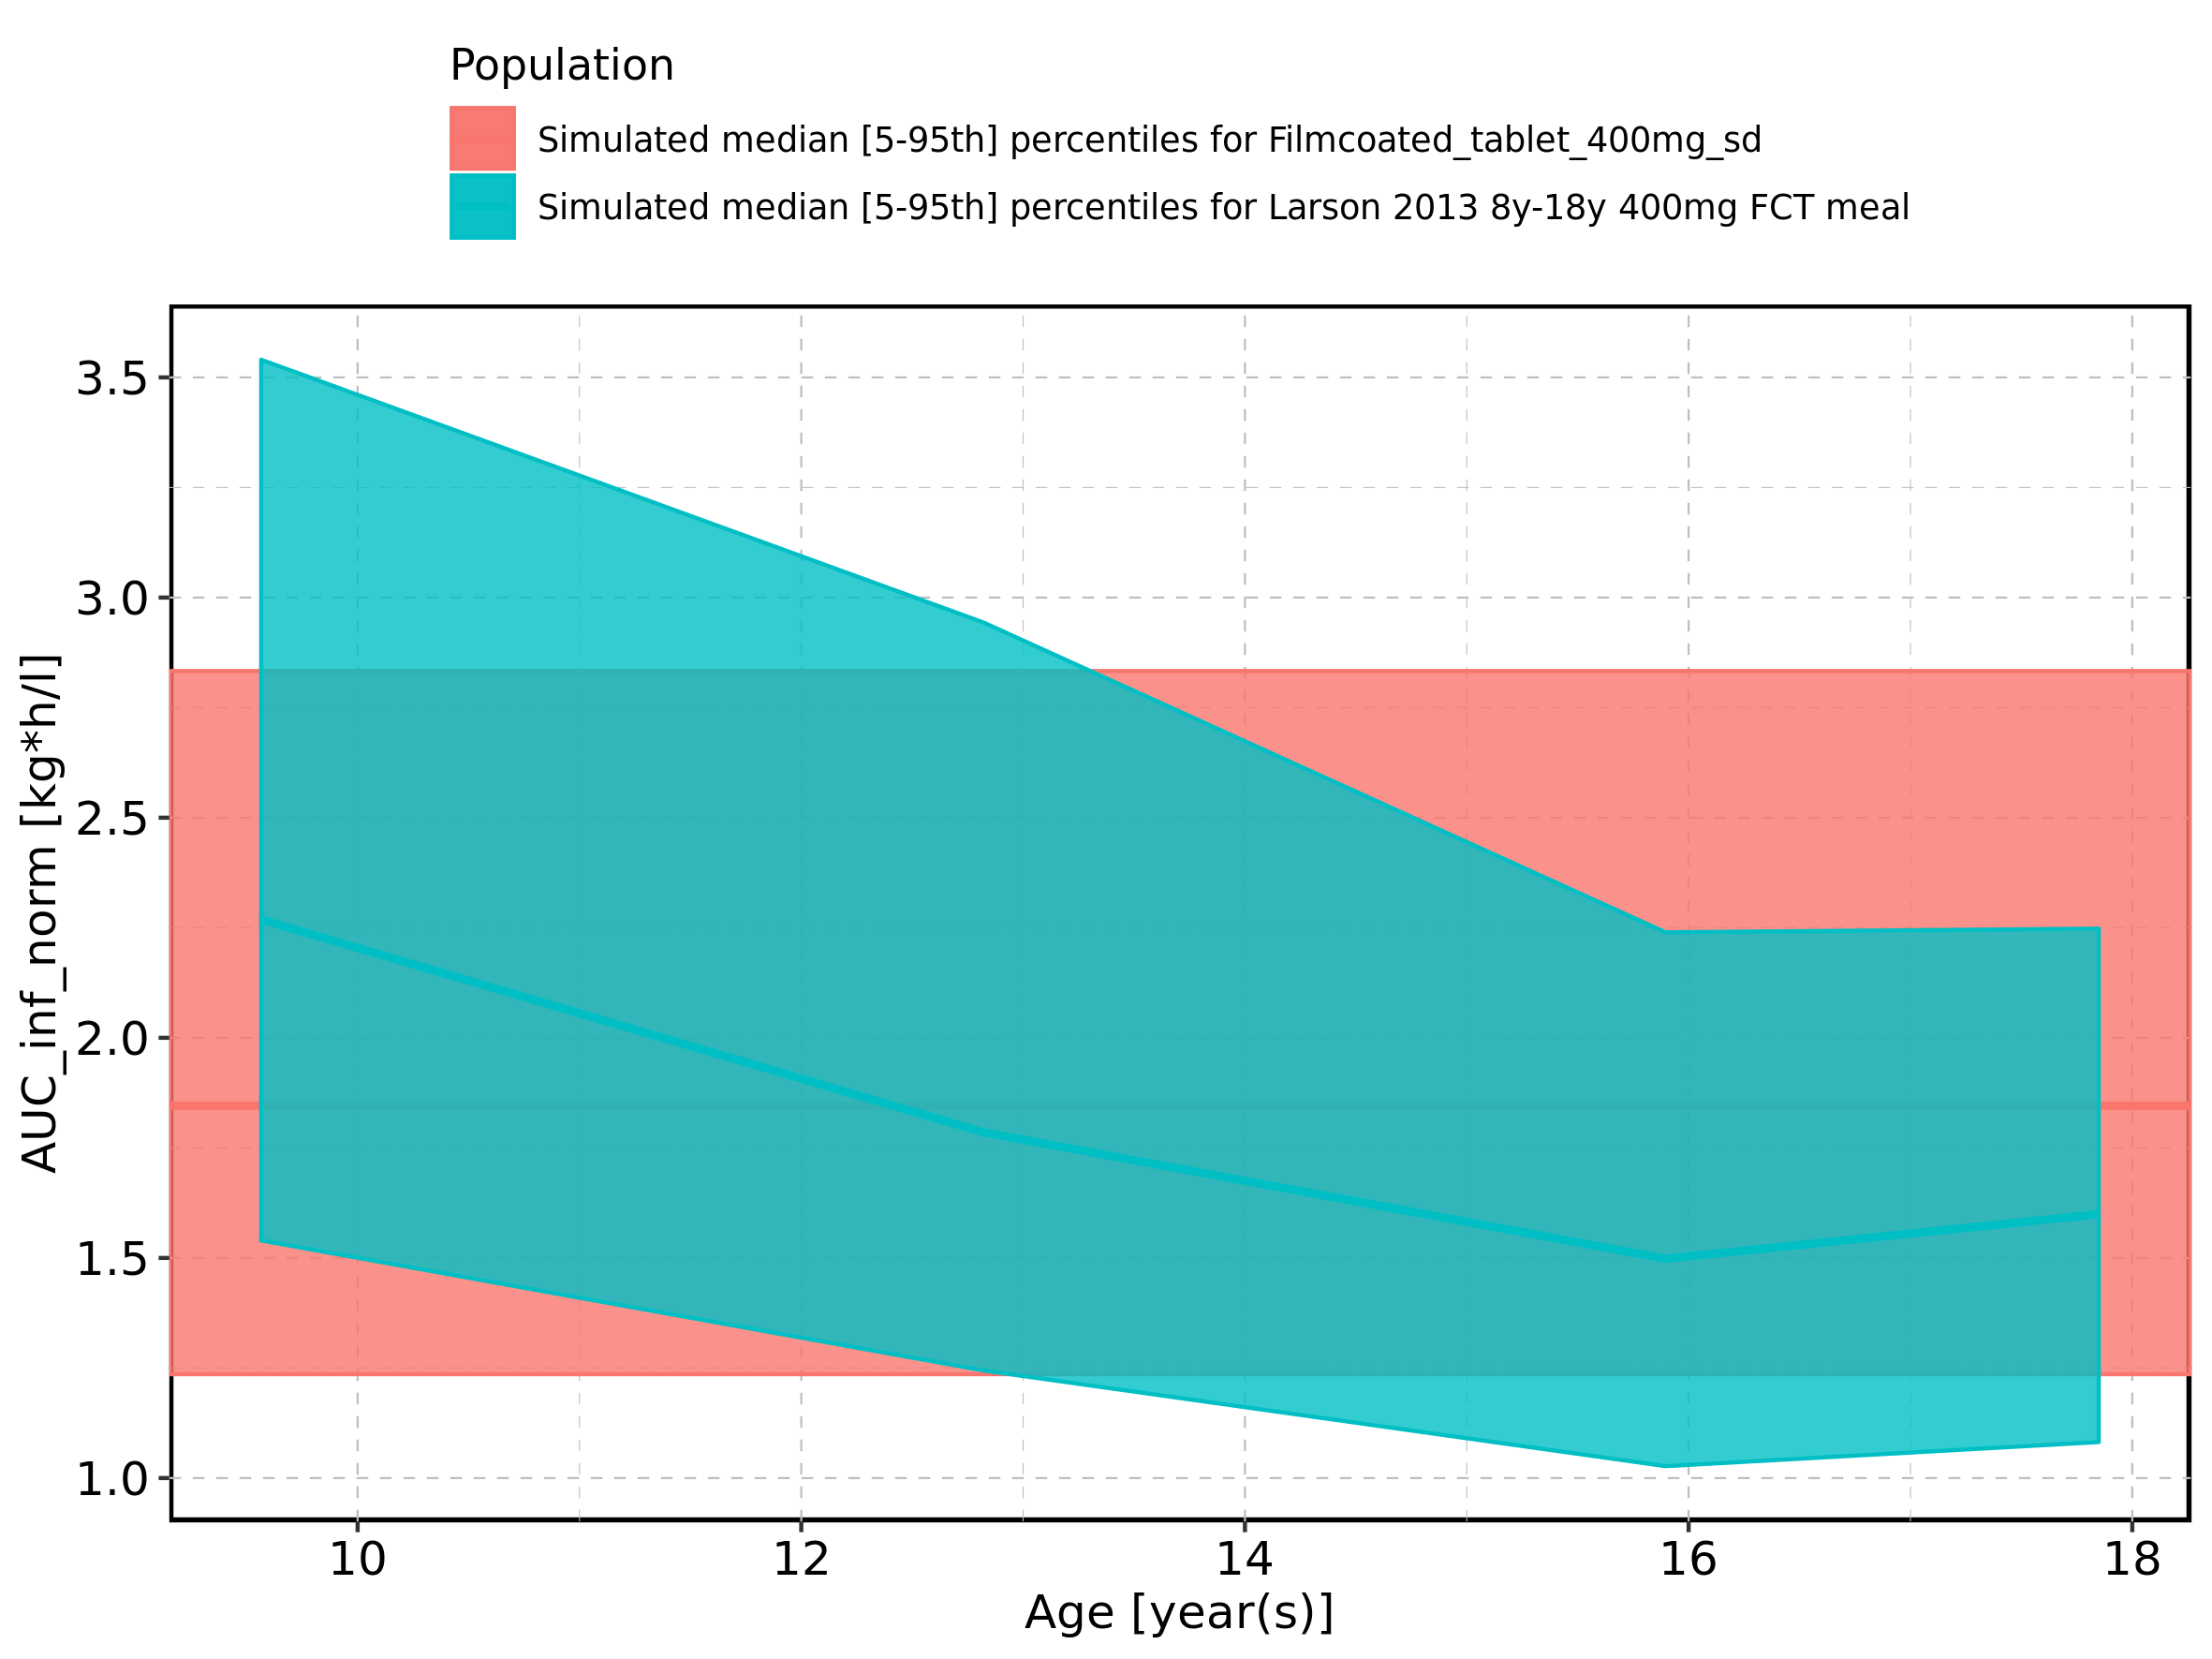 Population
Simulated median [5-95th] percentiles for Filmcoated_tablet_400mg_sd
Simulated median [5-95th] percentiles for Larson 2013 8y-18y 400mg FCT meal
AUC_inf_norm [kg*h/l]
3.5
3.0
2.5
2.0
1.5
1.0
10 12 14 16 18
Age [year(s)]